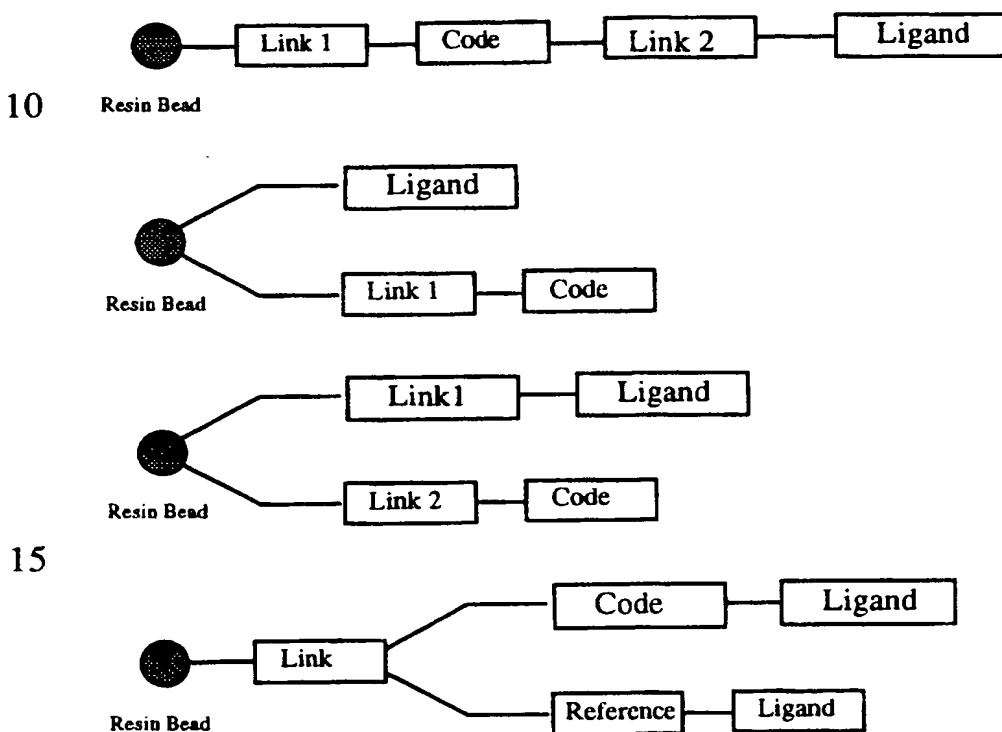 Link 1 Code Link 2 Ligand
10 Resin Bead
Ligand
Resin Bead
Link 1 Code
Link1 Ligand
Resin Bead
Link 2 Code
15
Code Ligand
Link
Resin Bead
Reference Ligand